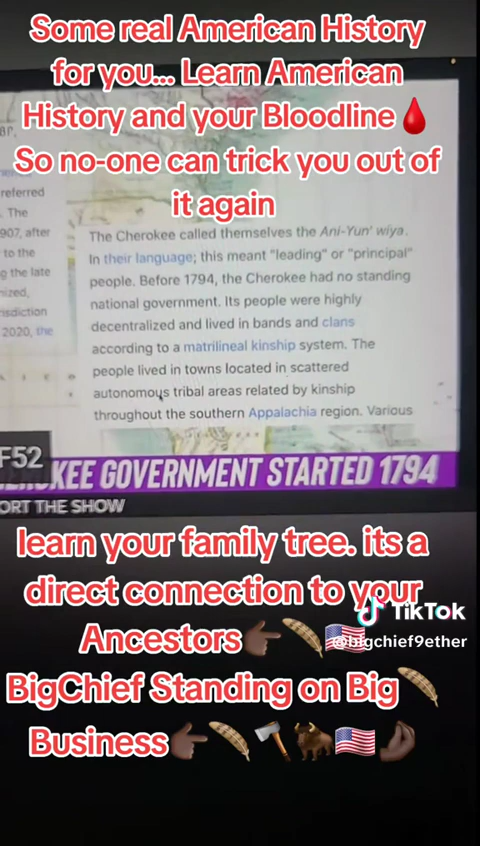 Some real American History
for you... Learn American
History and your Bloodline🩸
So no-one can trick you out of
it again
referred
. The
907, after
to the
g the late
nized,
risdiction
2020, the
The Cherokee called themselves the Ani-Yun' wiya.
In their language; this meant "leading" or "principal"
people. Before 1794, the Cherokee had no standing
national government. Its people were highly
decentralized and lived in bands and clans
according to a matrilineal kinship system. The
people lived in towns located in scattered
autonomous tribal areas related by kinship
throughout the southern Appalachia region. Various
F52
KEE GOVERNMENT STARTED 1794
ORT THE SHOW
learn your family tree. its a
direct connection to your
Ancestors👉🏿🪶🇺🇸
TikTok
@bigchief9ether
BigChief Standing on Big🪶
Business👉🏿🪶🪓🦬🇺🇸🤌🏿